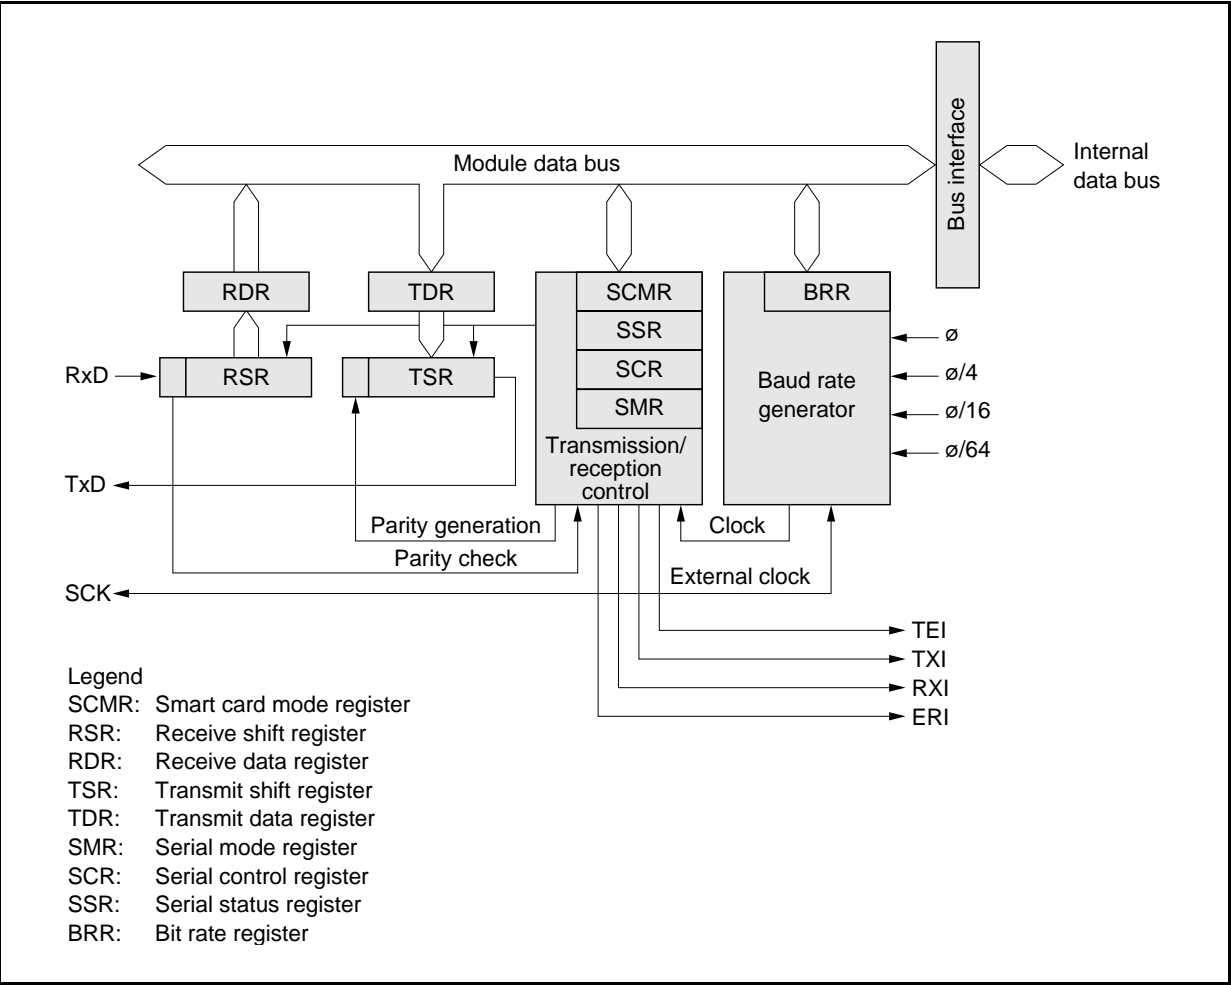 Bus interface
Internal
data bus
Module data bus
RDR
TDR
SCMR
BRR
SSR
ø
RxD
RSR
TSR
SCR
Baud rate
generator
ø/4
SMR
ø/16
Transmission/
reception
control
ø/64
TxD
Parity generation
Clock
Parity check
External clock
SCK
TEI
TXI
RXI
ERI
Legend
SCMR: Smart card mode register
RSR: Receive shift register
RDR: Receive data register
TSR: Transmit shift register
TDR: Transmit data register
SMR: Serial mode register
SCR: Serial control register
SSR: Serial status register
BRR: Bit rate register